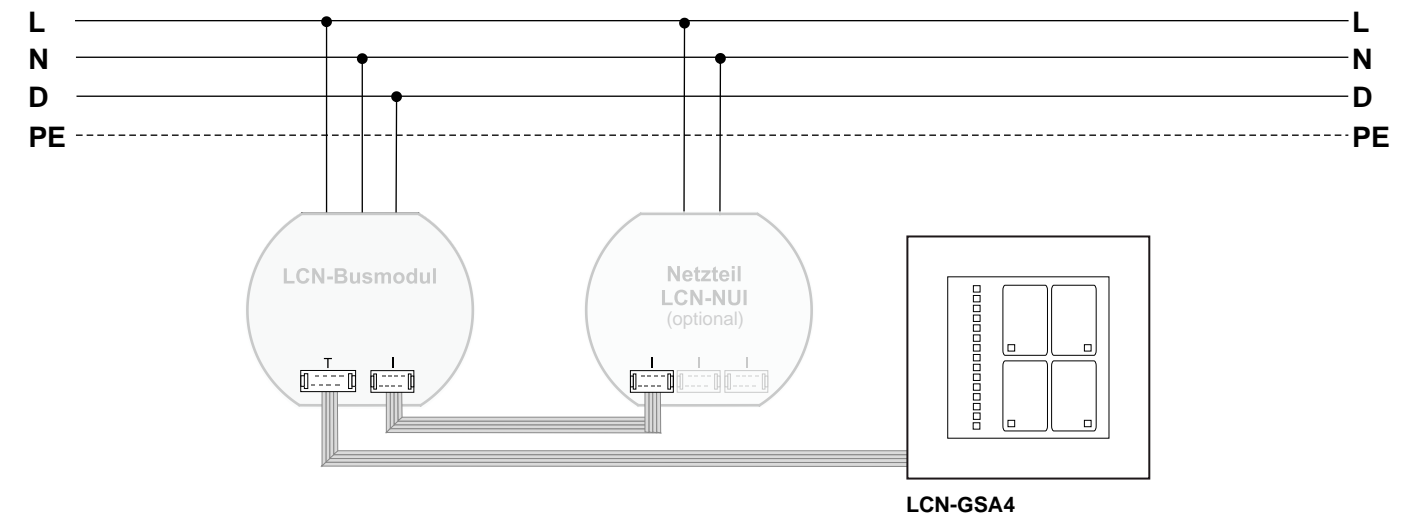 L L
N N
D D
PE PE
LCN-Busmodul
Netzteil
LCN-NUI
(optional)
T I I I I
LCN-GSA4